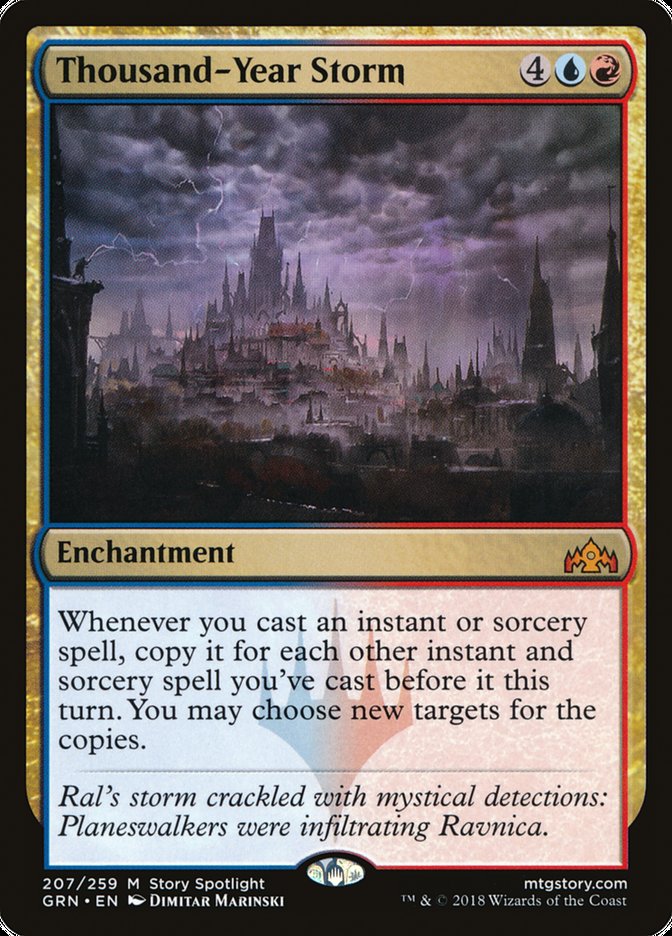 Thousand-Year Storm 4
Enchantment
Whenever you cast an instant or sorcery
spell, copy it for each other instant and
sorcery spell you've cast before it this
turn. You may choose new targets for the
copies.
Ral's storm crackled with mystical detections:
Planeswalkers were infiltrating Ravnica.
207/259 M Story Spotlight
GRN • EN Dimitar Marinski
mtgstory.com
™ & © 2018 Wizards of the Coast